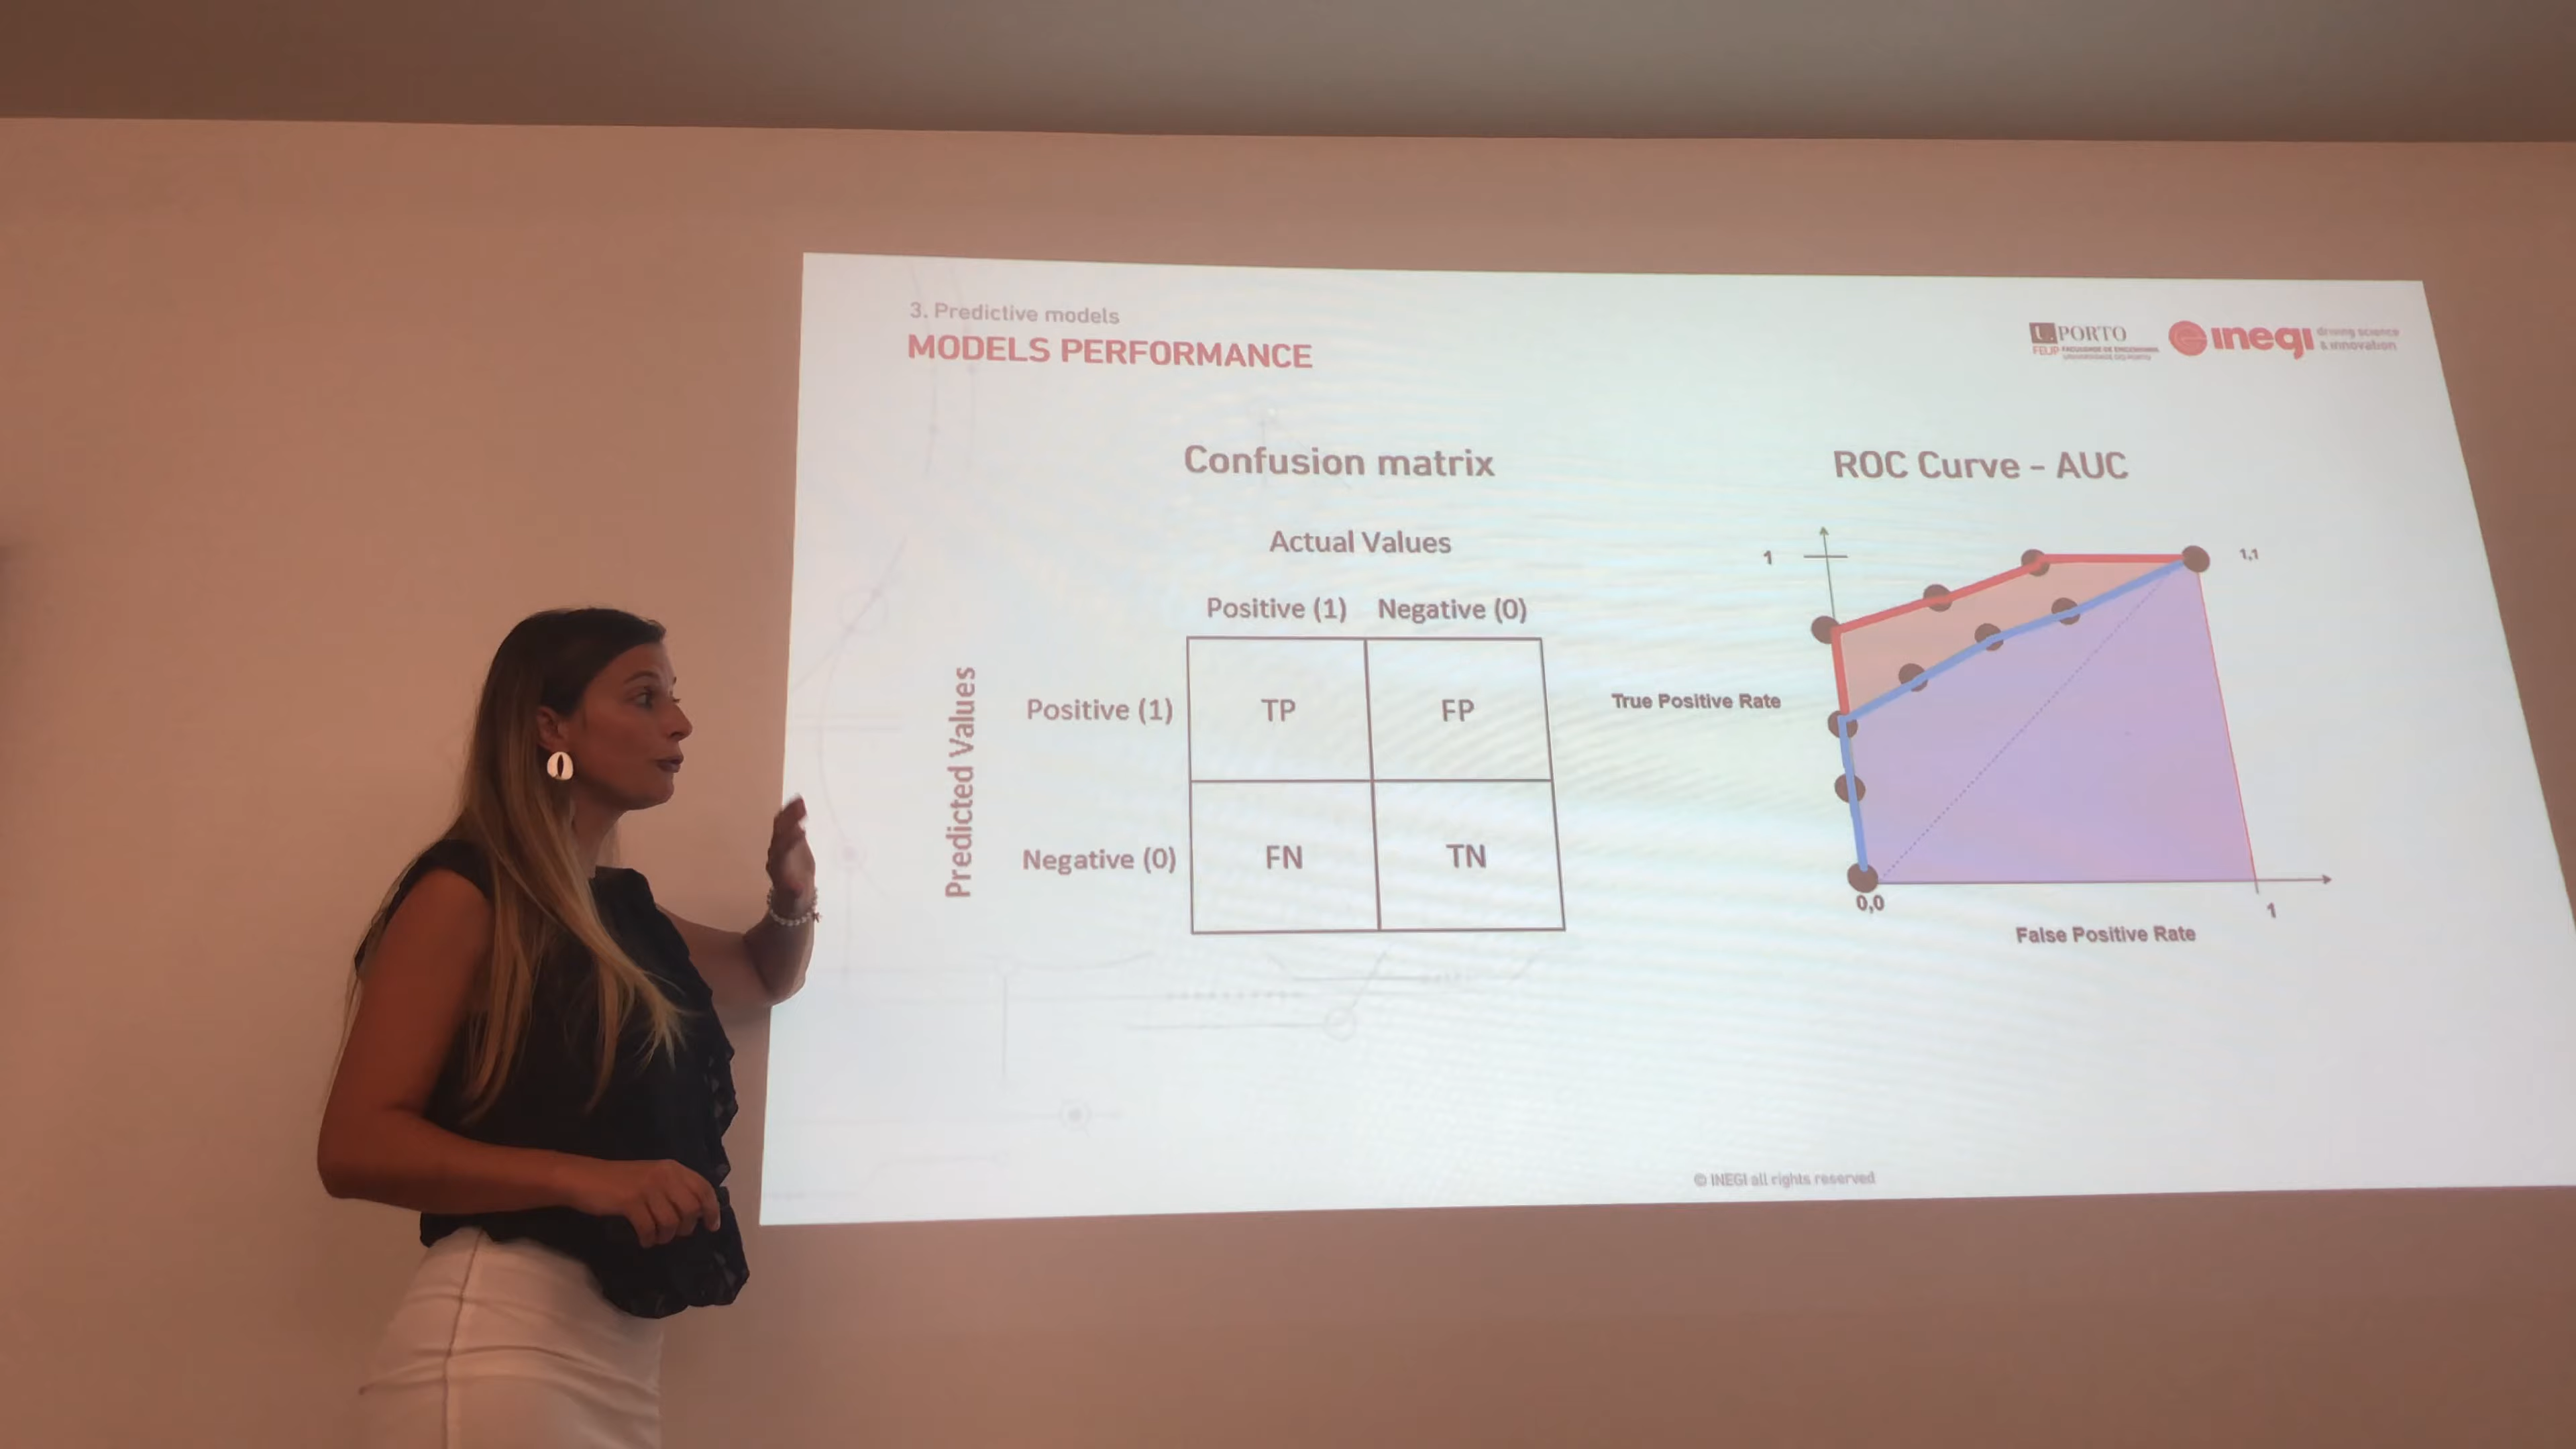 3. Predictive models
MODELS PERFORMANCE
U.PORTO
FEUP FACULDADE DE ENGENHARIA
UNIVERSIDADE DO PORTO
inegi
driving science
& innovation
Confusion matrix
Actual Values
Positive (1) Negative (0)
Predicted Values
Positive (1) TP FP
Negative (0) FN TN
ROC Curve - AUC
1
1,1
True Positive Rate
0,0
1
False Positive Rate
© INEGI all rights reserved